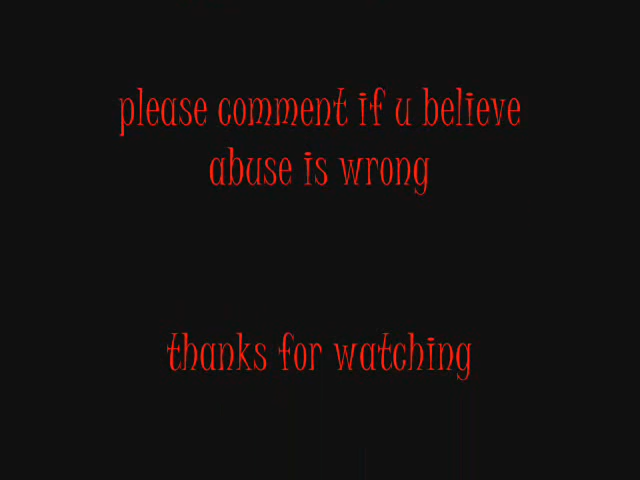 please comment if u believe
abuse is wrong
thanks for watching